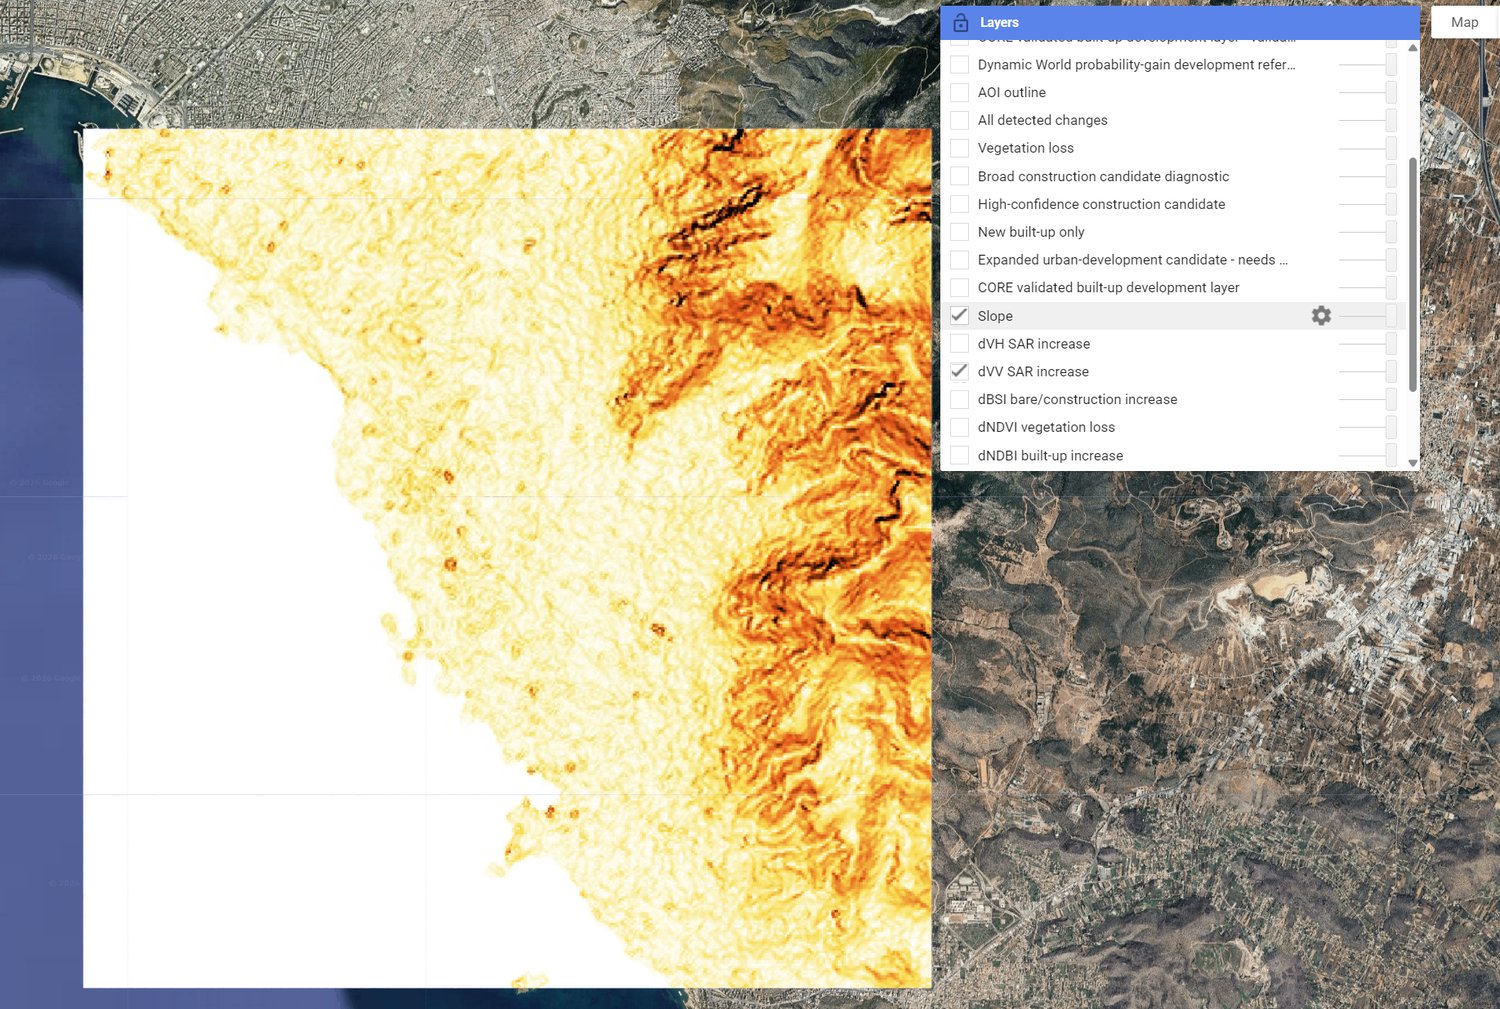 Layers
Map
Dynamic World probability-gain development refer...
AOI outline
All detected changes
Vegetation loss
Broad construction candidate diagnostic
High-confidence construction candidate
New built-up only
Expanded urban-development candidate - needs ...
CORE validated built-up development layer
Slope
dVH SAR increase
dVV SAR increase
dBSI bare/construction increase
dNDVI vegetation loss
dNDBI built-up increase